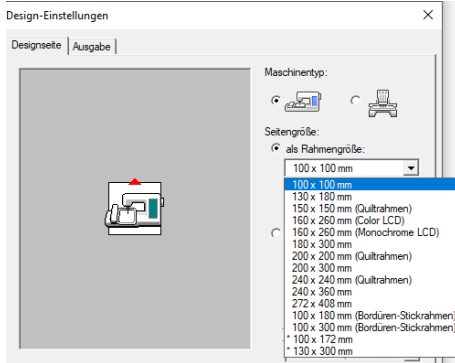 Design-Einstellungen
Designseite
Ausgabe
Maschinentyp:
Seitengröße:
als Rahmengröße:
100 x 100 mm
100 x 100 mm
130 x 180 mm
150 x 150 mm (Quiltrahmen)
160 x 260 mm (Color LCD)
160 x 260 mm (Monochrome LCD)
180 x 300 mm
200 x 200 mm (Quiltrahmen)
200 x 300 mm
240 x 240 mm (Quiltrahmen)
240 x 360 mm
272 x 408 mm
100 x 180 mm (Bordüren-Stickrahmen)
100 x 300 mm (Bordüren-Stickrahmen)
* 100 x 172 mm
* 130 x 300 mm